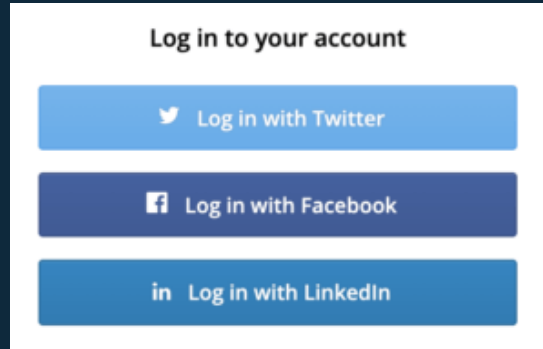 Log in to your account
Log in with Twitter
Log in with Facebook
in Log in with LinkedIn